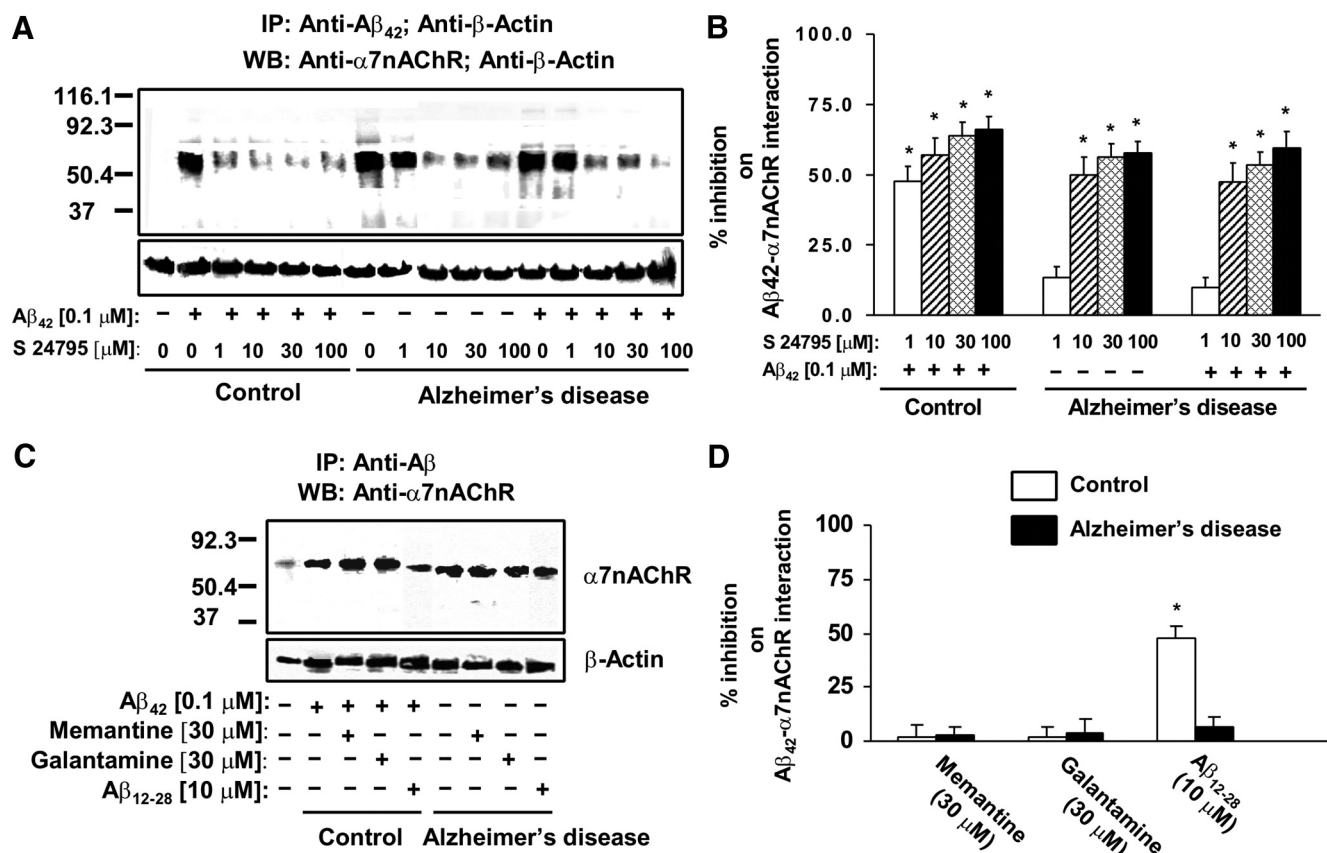 A
IP: Anti-Aβ42; Anti-β-Actin
WB: Anti-α7nAChR; Anti-β-Actin
116.1
92.3
50.4
37
Aβ42 [0.1 μM]: – + + + + + – – – – – + + + + +
S 24795 [μM]: 0 0 1 10 30 100 0 1 10 30 100 0 1 10 30 100
Control
Alzheimer's disease
B
% inhibition
on
Aβ42-α7nAChR interaction
100.0
75.0
50.0
25.0
0.0
* * * * * * * * * *
S 24795 [μM]: 1 10 30 100 1 10 30 100 1 10 30 100
Aβ42 [0.1 μM]: + + + + – – – – + + + +
Control
Alzheimer's disease
C
IP: Anti-Aβ
WB: Anti-α7nAChR
92.3
50.4
37
α7nAChR
β-Actin
Aβ42 [0.1 μM]: – + + + + – – – –
Memantine [30 μM]: – – + – – – + – –
Galantamine [30 μM]: – – – + – – – + –
Aβ12-28 [10 μM]: – – – – + – – – +
Control
Alzheimer's disease
D
Control
Alzheimer's disease
% inhibition
on
Aβ42-α7nAChR interaction
100
75
50
25
0
*
Memantine
(30 μM)
Galantamine
(30 μM)
Aβ12-28
(10 μM)